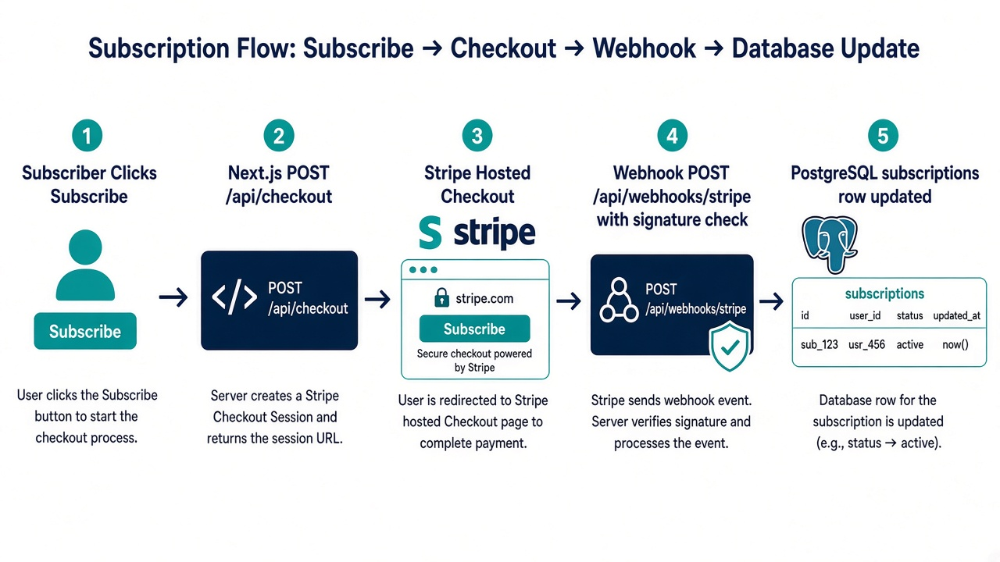 Subscription Flow: Subscribe → Checkout → Webhook → Database Update
1
Subscriber Clicks
Subscribe
Subscribe
User clicks the Subscribe
button to start the
checkout process.
2
Next.js POST
/api/checkout
</> POST
/api/checkout
Server creates a Stripe
Checkout Session and
returns the session URL.
3
Stripe Hosted
Checkout
S stripe
stripe.com
Subscribe
Secure checkout powered
by Stripe
User is redirected to Stripe
hosted Checkout page to
complete payment.
4
Webhook POST
/api/webhooks/stripe
with signature check
POST
/api/webhooks/stripe
Stripe sends webhook event.
Server verifies signature and
processes the event.
5
PostgreSQL subscriptions
row updated
subscriptions
id user_id status updated_at
sub_123 usr_456 active now()
Database row for the
subscription is updated
(e.g., status → active).